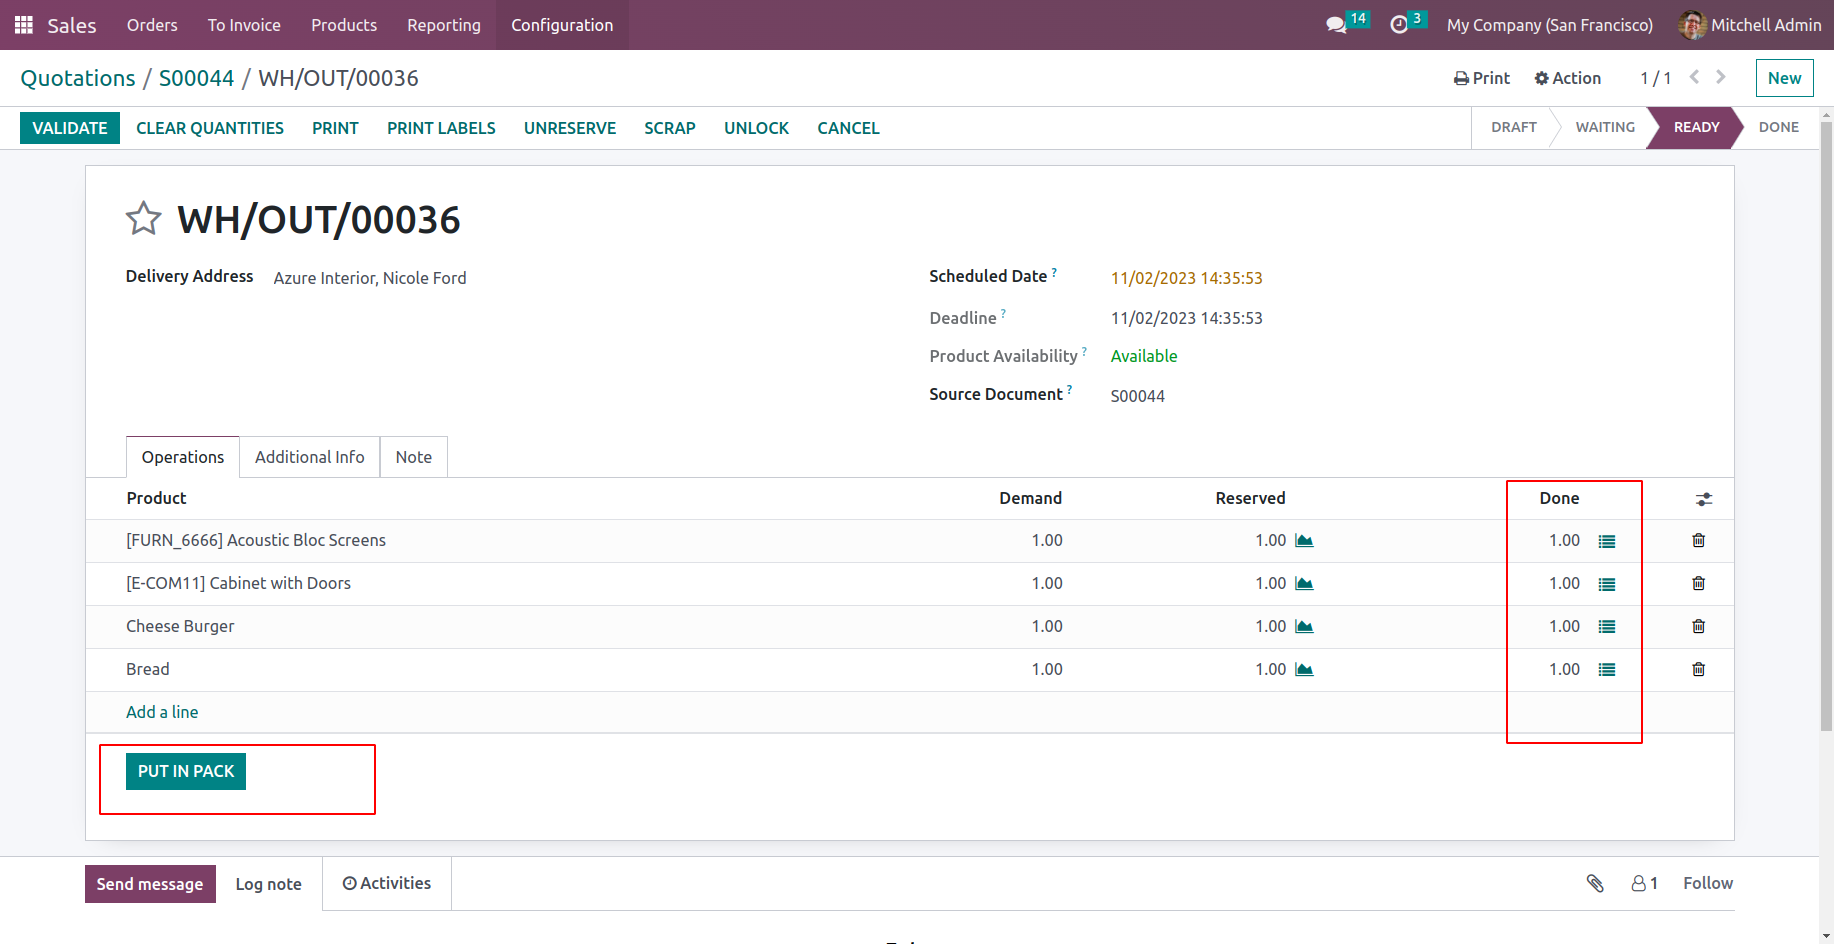 Sales Orders To Invoice Products Reporting Configuration 14 3 My Company (San Francisco) Mitchell Admin
Quotations / S00044 / WH/OUT/00036 Print Action 1 / 1 New
VALIDATE CLEAR QUANTITIES PRINT PRINT LABELS UNRESERVE SCRAP UNLOCK CANCEL DRAFT WAITING READY DONE
WH/OUT/00036
Delivery Address Azure Interior, Nicole Ford Scheduled Date ? 11/02/2023 14:35:53
Deadline ? 11/02/2023 14:35:53
Product Availability ? Available
Source Document ? S00044
Operations Additional Info Note
Product Demand Reserved Done
[FURN_6666] Acoustic Bloc Screens 1.00 1.00 1.00
[E-COM11] Cabinet with Doors 1.00 1.00 1.00
Cheese Burger 1.00 1.00 1.00
Bread 1.00 1.00 1.00
Add a line
PUT IN PACK
Send message Log note Activities 1 Follow